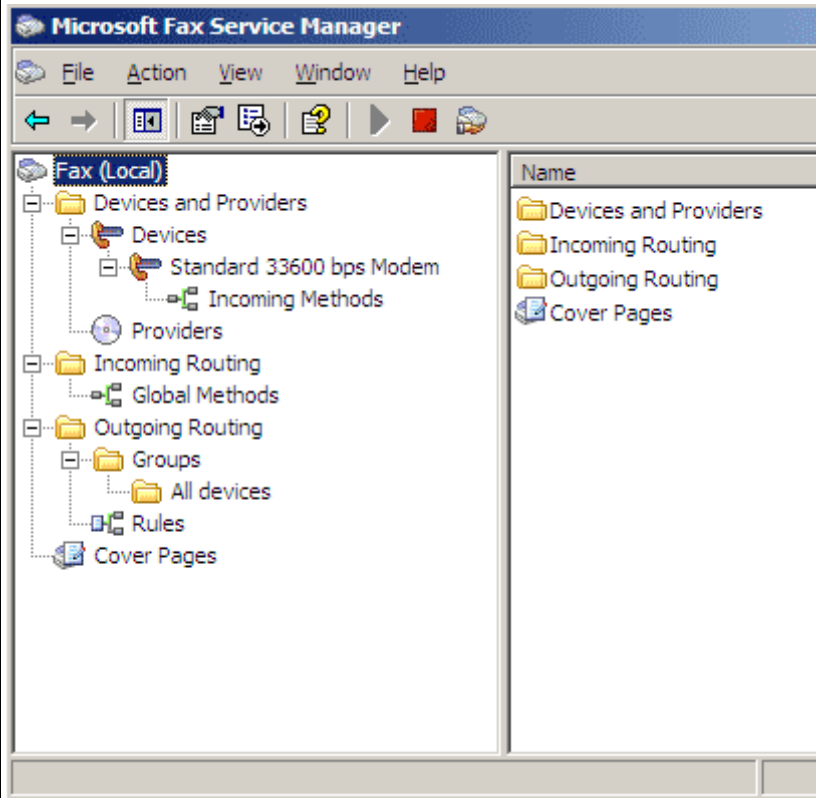 Microsoft Fax Service Manager
File Action View Window Help
Fax (Local)
Devices and Providers
Devices
Standard 33600 bps Modem
Incoming Methods
Providers
Incoming Routing
Global Methods
Outgoing Routing
Groups
All devices
Rules
Cover Pages
Name
Devices and Providers
Incoming Routing
Outgoing Routing
Cover Pages